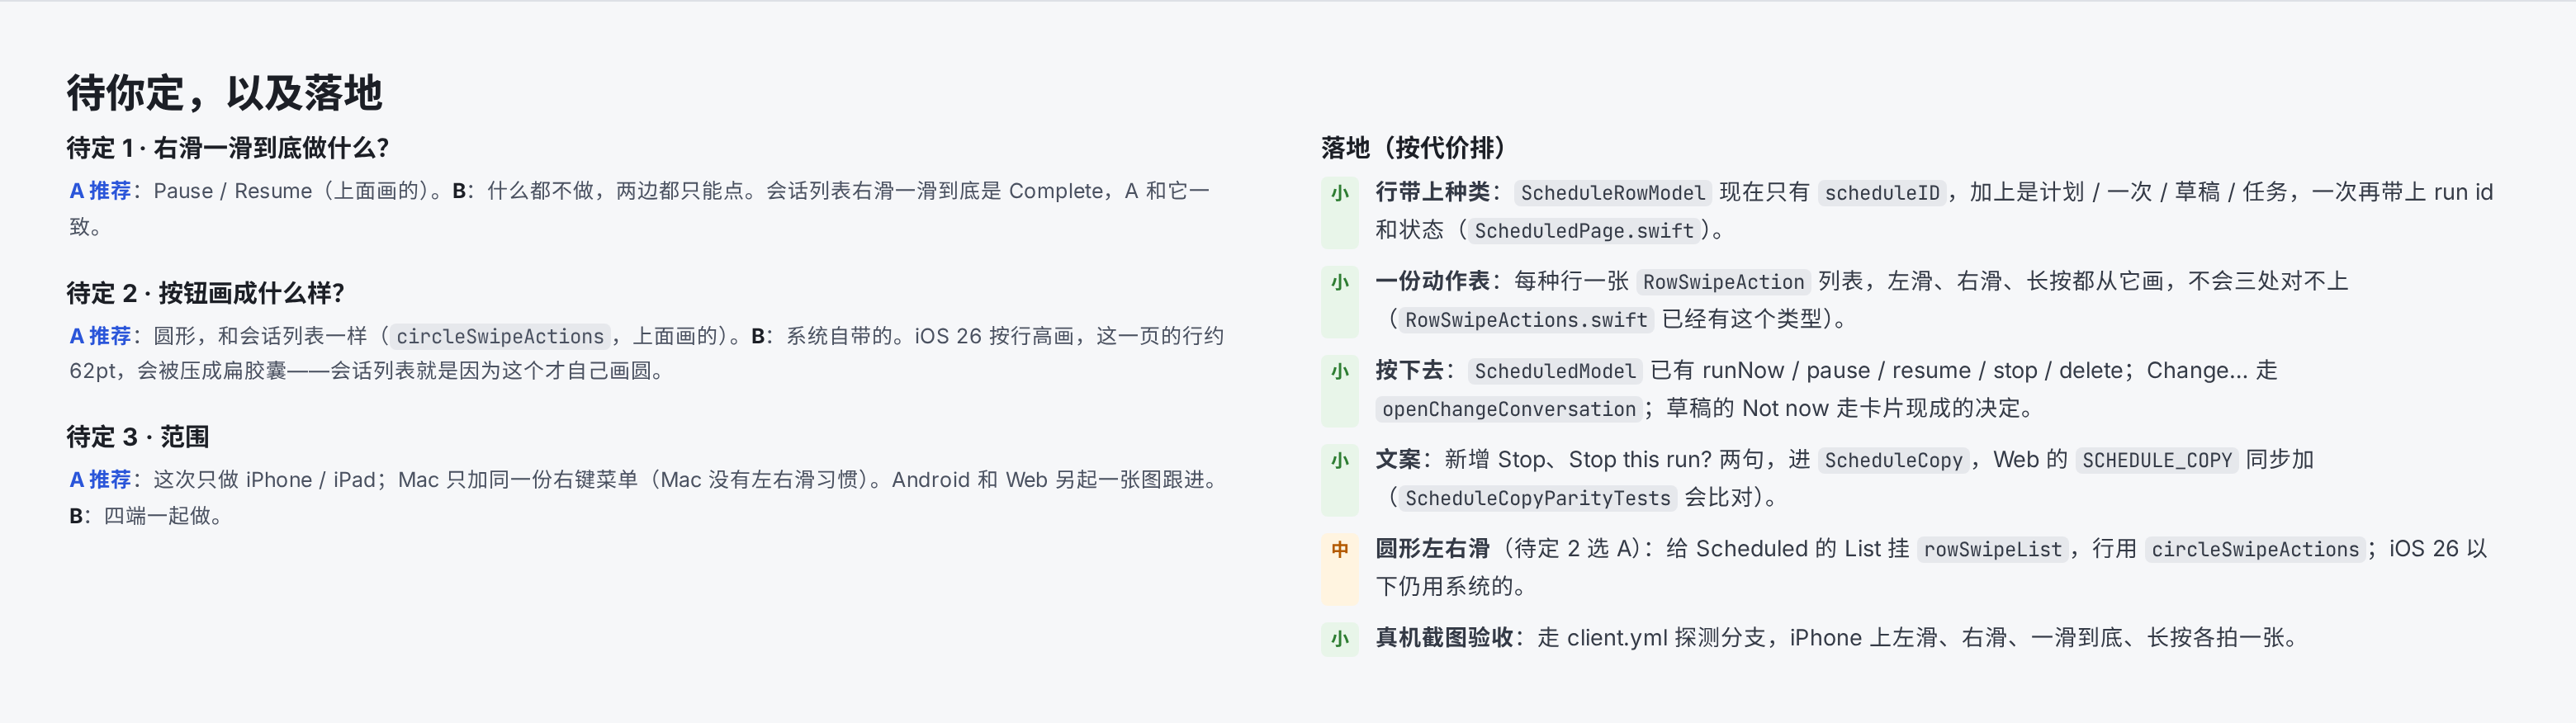 待你定，以及落地
待定 1 · 右滑一滑到底做什么？
A 推荐：Pause / Resume（上面画的）。B：什么都不做，两边都只能点。会话列表右滑一滑到底是 Complete，A 和它一
致。
待定 2 · 按钮画成什么样？
A 推荐：圆形，和会话列表一样（circleSwipeActions，上面画的）。B：系统自带的。iOS 26 按行高画，这一页的行约
62pt，会被压成扁胶囊——会话列表就是因为这个才自己画圆。
待定 3 · 范围
A 推荐：这次只做 iPhone / iPad；Mac 只加同一份右键菜单（Mac 没有左右滑习惯）。Android 和 Web 另起一张图跟进。
B：四端一起做。
落地（按代价排）
小 行带上种类：ScheduleRowModel 现在只有 scheduleID，加上是计划 / 一次 / 草稿 / 任务，一次再带上 run id
和状态（ScheduledPage.swift）。
小 一份动作表：每种行一张 RowSwipeAction 列表，左滑、右滑、长按都从它画，不会三处对不上
（RowSwipeActions.swift 已经有这个类型）。
小 按下去：ScheduledModel 已有 runNow / pause / resume / stop / delete；Change… 走
openChangeConversation；草稿的 Not now 走卡片现成的决定。
小 文案：新增 Stop、Stop this run? 两句，进 ScheduleCopy，Web 的 SCHEDULE_COPY 同步加
（ScheduleCopyParityTests 会比对）。
中 圆形左右滑（待定 2 选 A）：给 Scheduled 的 List 挂 rowSwipeList，行用 circleSwipeActions；iOS 26 以
下仍用系统的。
小 真机截图验收：走 client.yml 探测分支，iPhone 上左滑、右滑、一滑到底、长按各拍一张。